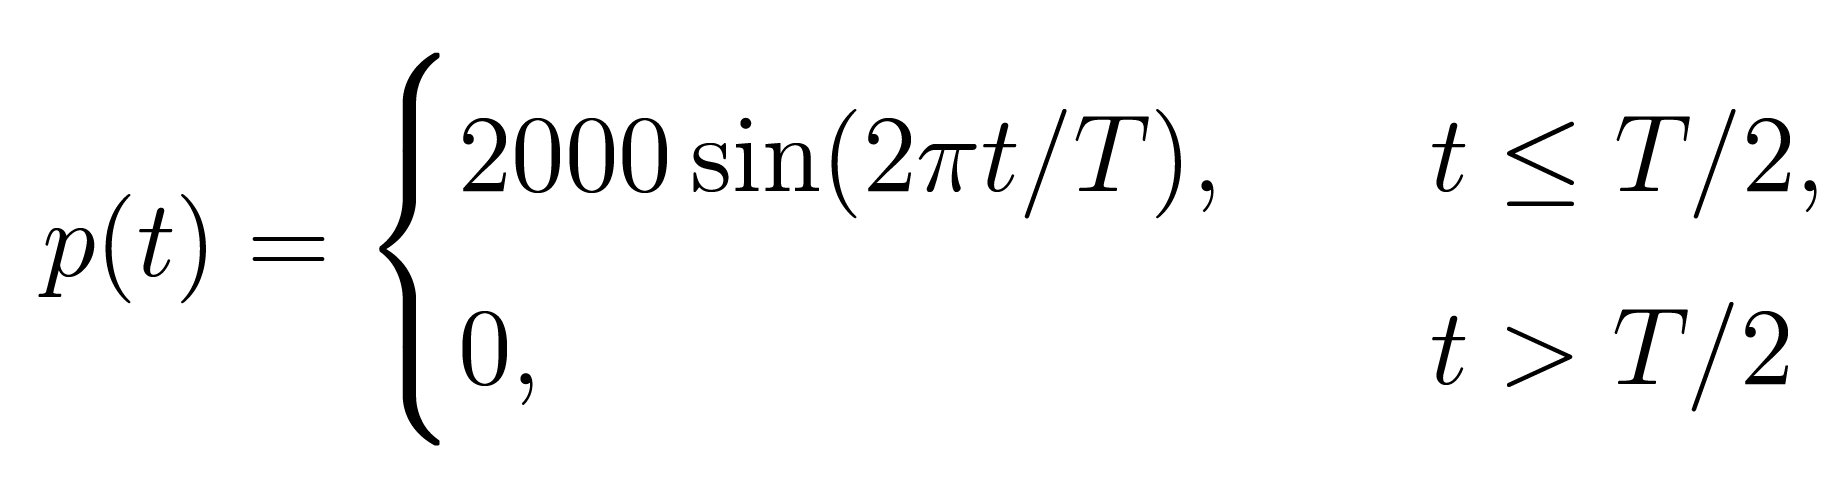 p(t) = { 2000 sin(2πt/T), t ≤ T/2,
0, t > T/2